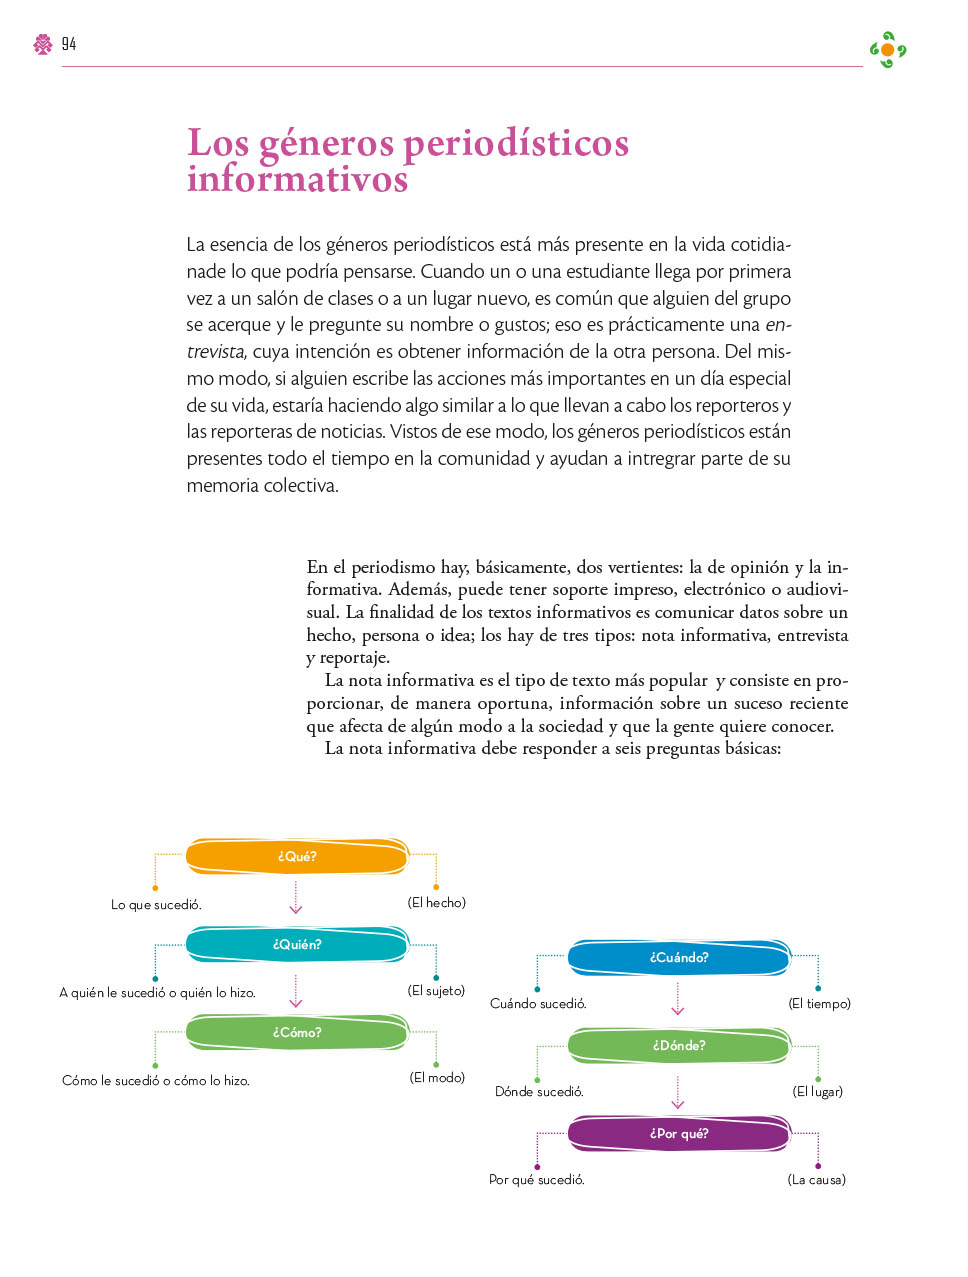 94
Los géneros periodísticos
informativos
La esencia de los géneros periodísticos está más presente en la vida cotidia-
nade lo que podría pensarse. Cuando un o una estudiante llega por primera
vez a un salón de clases o a un lugar nuevo, es común que alguien del grupo
se acerque y le pregunte su nombre o gustos; eso es prácticamente una en-
trevista, cuya intención es obtener información de la otra persona. Del mis-
mo modo, si alguien escribe las acciones más importantes en un día especial
de su vida, estaría haciendo algo similar a lo que llevan a cabo los reporteros y
las reporteras de noticias. Vistos de ese modo, los géneros periodísticos están
presentes todo el tiempo en la comunidad y ayudan a intregrar parte de su
memoria colectiva.
En el periodismo hay, básicamente, dos vertientes: la de opinión y la in-
formativa. Además, puede tener soporte impreso, electrónico o audiovi-
sual. La finalidad de los textos informativos es comunicar datos sobre un
hecho, persona o idea; los hay de tres tipos: nota informativa, entrevista
y reportaje.
La nota informativa es el tipo de texto más popular y consiste en pro-
porcionar, de manera oportuna, información sobre un suceso reciente
que afecta de algún modo a la sociedad y que la gente quiere conocer.
La nota informativa debe responder a seis preguntas básicas:
¿Qué?
Lo que sucedió.
(El hecho)
¿Quién?
A quién le sucedió o quién lo hizo.
(El sujeto)
¿Cómo?
Cómo le sucedió o cómo lo hizo.
(El modo)
¿Cuándo?
Cuándo sucedió.
(El tiempo)
¿Dónde?
Dónde sucedió.
(El lugar)
¿Por qué?
Por qué sucedió.
(La causa)